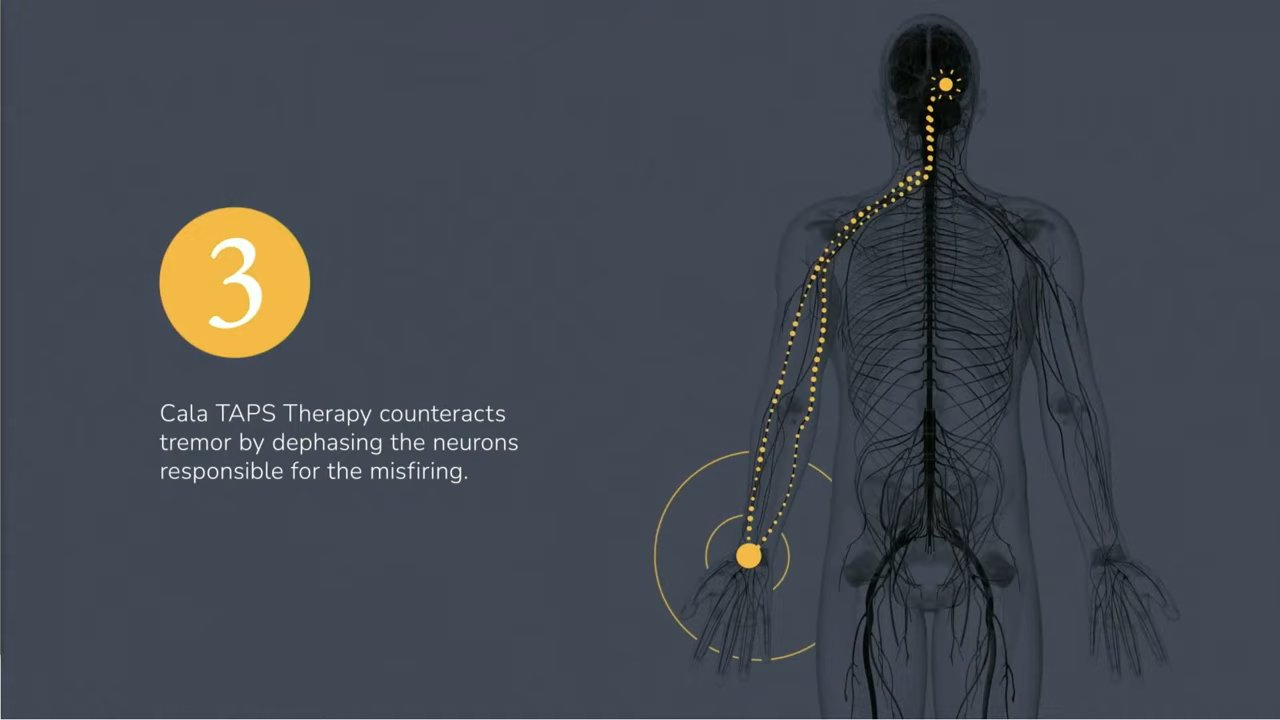 3
Cala TAPS Therapy counteracts
tremor by dephasing the neurons
responsible for the misfiring.